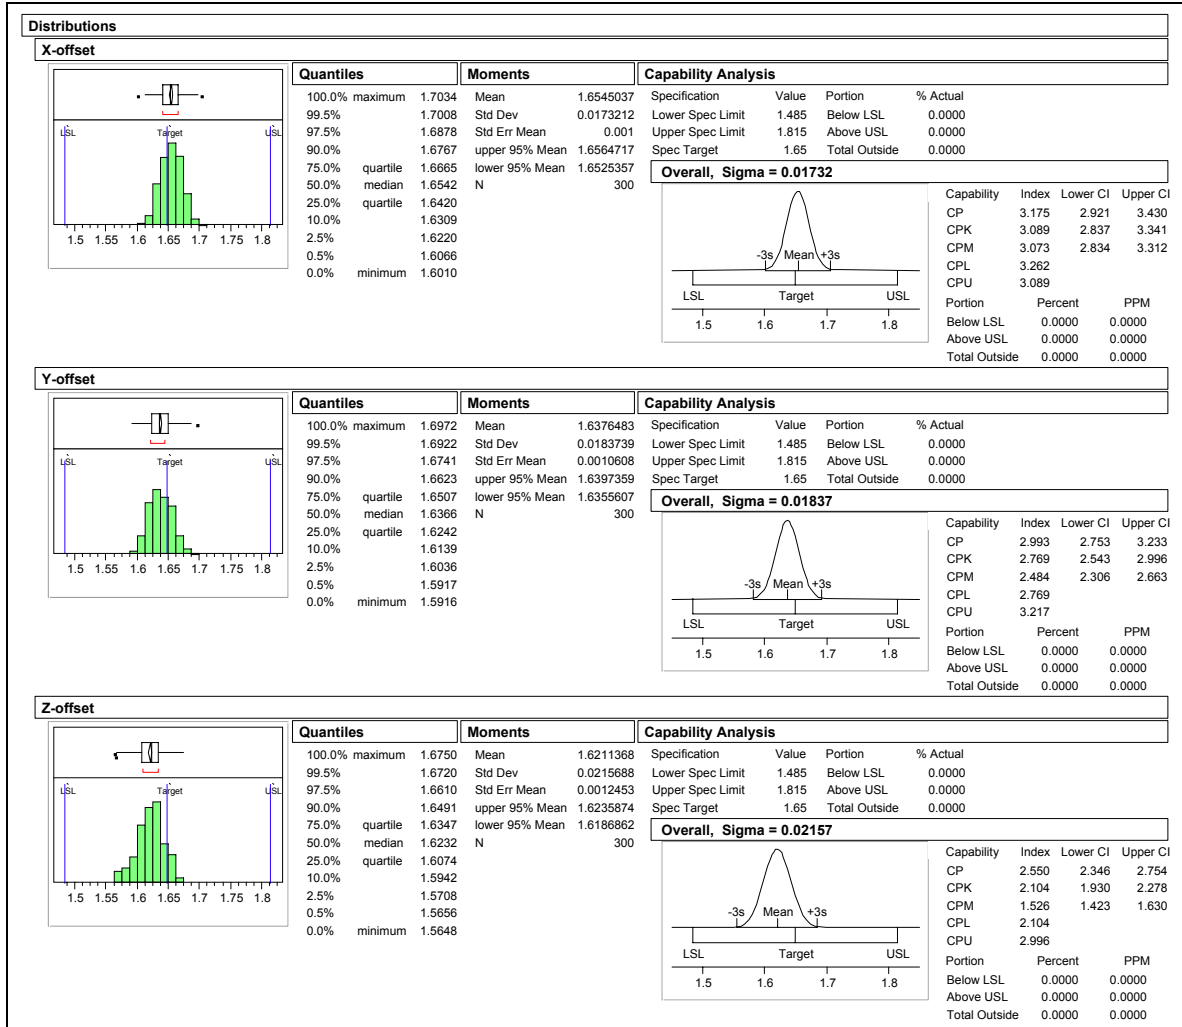 Distributions
X-offset
LSL Target USL
1.5 1.55 1.6 1.65 1.7 1.75 1.8
Quantiles
100.0% maximum 1.7034
99.5% 1.7008
97.5% 1.6878
90.0% 1.6767
75.0% quartile 1.6665
50.0% median 1.6542
25.0% quartile 1.6420
10.0% 1.6309
2.5% 1.6220
0.5% 1.6066
0.0% minimum 1.6010
Moments
Mean 1.6545037
Std Dev 0.0173212
Std Err Mean 0.001
upper 95% Mean 1.6564717
lower 95% Mean 1.6525357
N 300
Capability Analysis
Specification Value Portion % Actual
Lower Spec Limit 1.485 Below LSL 0.0000
Upper Spec Limit 1.815 Above USL 0.0000
Spec Target 1.65 Total Outside 0.0000
Overall, Sigma = 0.01732
-3s Mean +3s
LSL Target USL
1.5 1.6 1.7 1.8
Capability Index Lower CI Upper CI
CP 3.175 2.921 3.430
CPK 3.089 2.837 3.341
CPM 3.073 2.834 3.312
CPL 3.262
CPU 3.089
Portion Percent PPM
Below LSL 0.0000 0.0000
Above USL 0.0000 0.0000
Total Outside 0.0000 0.0000
Y-offset
LSL Target USL
1.5 1.55 1.6 1.65 1.7 1.75 1.8
Quantiles
100.0% maximum 1.6972
99.5% 1.6922
97.5% 1.6741
90.0% 1.6623
75.0% quartile 1.6507
50.0% median 1.6366
25.0% quartile 1.6242
10.0% 1.6139
2.5% 1.6036
0.5% 1.5917
0.0% minimum 1.5916
Moments
Mean 1.6376483
Std Dev 0.0183739
Std Err Mean 0.0010608
upper 95% Mean 1.6397359
lower 95% Mean 1.6355607
N 300
Capability Analysis
Specification Value Portion % Actual
Lower Spec Limit 1.485 Below LSL 0.0000
Upper Spec Limit 1.815 Above USL 0.0000
Spec Target 1.65 Total Outside 0.0000
Overall, Sigma = 0.01837
-3s Mean +3s
LSL Target USL
1.5 1.6 1.7 1.8
Capability Index Lower CI Upper CI
CP 2.993 2.753 3.233
CPK 2.769 2.543 2.996
CPM 2.484 2.306 2.663
CPL 2.769
CPU 3.217
Portion Percent PPM
Below LSL 0.0000 0.0000
Above USL 0.0000 0.0000
Total Outside 0.0000 0.0000
Z-offset
LSL Target USL
1.5 1.55 1.6 1.65 1.7 1.75 1.8
Quantiles
100.0% maximum 1.6750
99.5% 1.6720
97.5% 1.6610
90.0% 1.6491
75.0% quartile 1.6347
50.0% median 1.6232
25.0% quartile 1.6074
10.0% 1.5942
2.5% 1.5708
0.5% 1.5656
0.0% minimum 1.5648
Moments
Mean 1.6211368
Std Dev 0.0215688
Std Err Mean 0.0012453
upper 95% Mean 1.6235874
lower 95% Mean 1.6186862
N 300
Capability Analysis
Specification Value Portion % Actual
Lower Spec Limit 1.485 Below LSL 0.0000
Upper Spec Limit 1.815 Above USL 0.0000
Spec Target 1.65 Total Outside 0.0000
Overall, Sigma = 0.02157
-3s Mean +3s
LSL Target USL
1.5 1.6 1.7 1.8
Capability Index Lower CI Upper CI
CP 2.550 2.346 2.754
CPK 2.104 1.930 2.278
CPM 1.526 1.423 1.630
CPL 2.104
CPU 2.996
Portion Percent PPM
Below LSL 0.0000 0.0000
Above USL 0.0000 0.0000
Total Outside 0.0000 0.0000